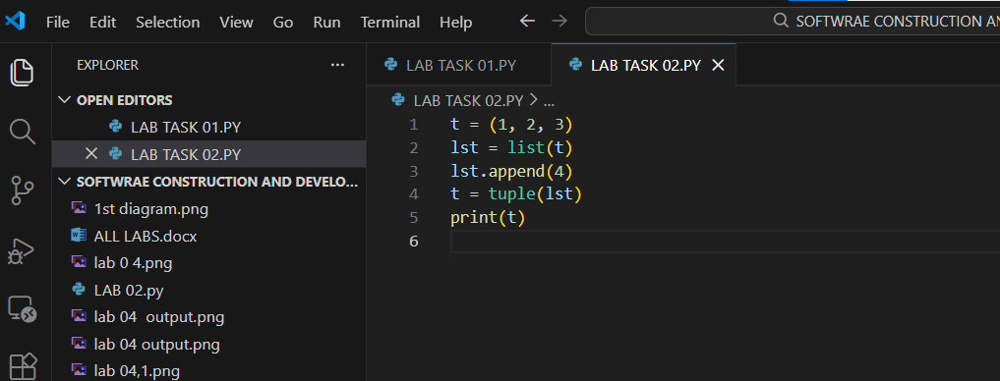 File Edit Selection View Go Run Terminal Help SOFTWRAE CONSTRUCTION AN
EXPLORER
OPEN EDITORS
LAB TASK 01.PY
LAB TASK 02.PY
SOFTWRAE CONSTRUCTION AND DEVELO...
1st diagram.png
ALL LABS.docx
lab 0 4.png
LAB 02.py
lab 04  output.png
lab 04 output.png
lab 04,1.png
LAB TASK 01.PY LAB TASK 02.PY
LAB TASK 02.PY > ...
1 t = (1, 2, 3)
2 lst = list(t)
3 lst.append(4)
4 t = tuple(lst)
5 print(t)
6